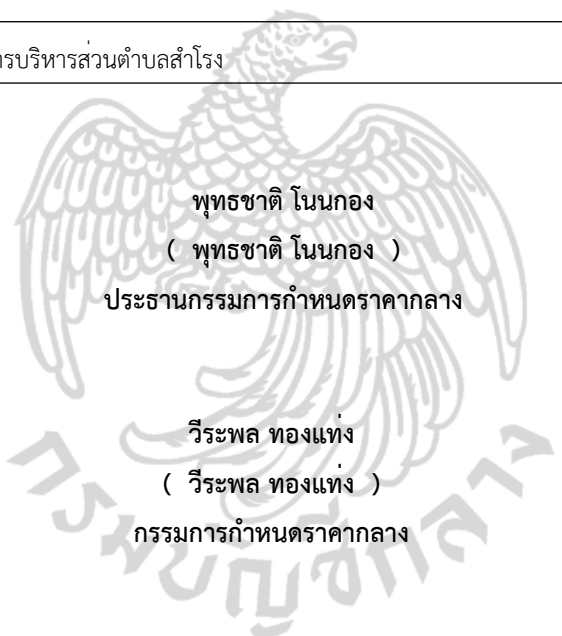 รบริหารส่วนตำบลสำโรง
พุทธชาติ โนนกอง
( พุทธชาติ โนนกอง )
ประธานกรรมการกำหนดราคากลาง
วีระพล ทองแท่ง
( วีระพล ทองแท่ง )
กรรมการกำหนดราคากลาง
กรมบัญชีกลาง